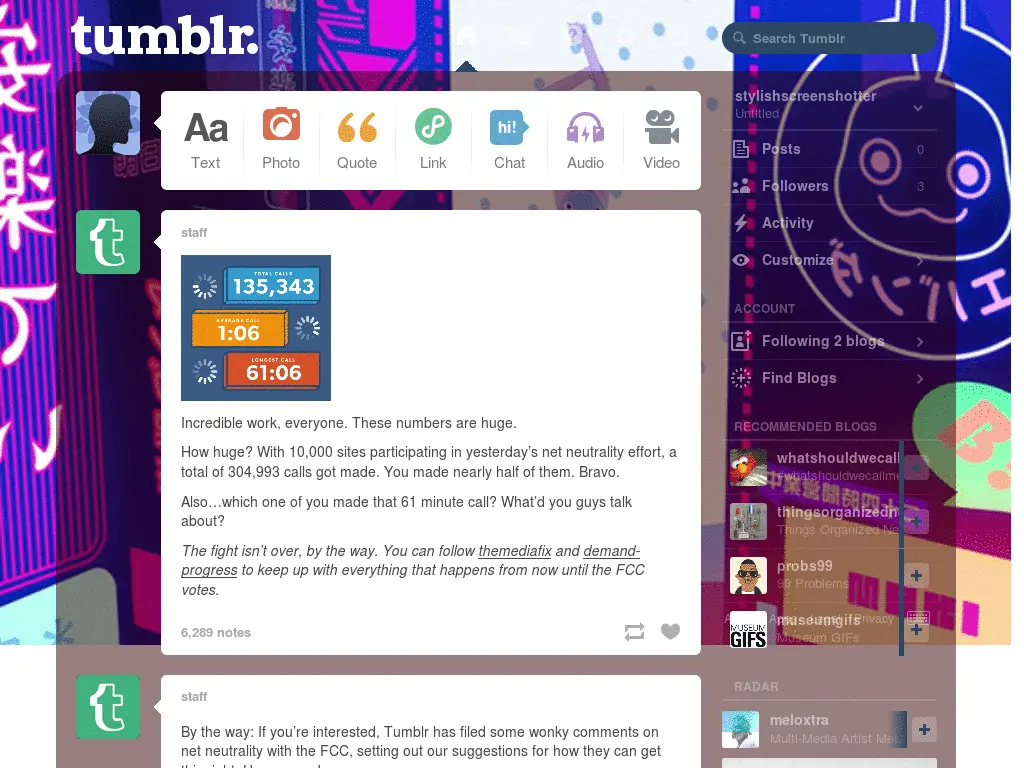 tumblr.
Search Tumblr
Aa
hi!
Text
Photo
Quote
Link
Chat
Audio
Video
staff
TOTAL CALLS
135,343
AVERAGE CALL
1:06
LONGEST CALL
61:06
Incredible work, everyone. These numbers are huge.
How huge? With 10,000 sites participating in yesterday's net neutrality effort, a
total of 304,993 calls got made. You made nearly half of them. Bravo.
Also…which one of you made that 61 minute call? What'd you guys talk
about?
The fight isn't over, by the way. You can follow themediafix and demand-
progress to keep up with everything that happens from now until the FCC
votes.
6,289 notes
staff
By the way: If you're interested, Tumblr has filed some wonky comments on
net neutrality with the FCC, setting out our suggestions for how they can get
stylishscreenshotter
Untitled
Posts 0
Followers 3
Activity
Customize
ACCOUNT
Following 2 blogs
Find Blogs
RECOMMENDED BLOGS
whatshouldwecall
#whatshouldwecallme
thingsorganizedn
Things Organized Ne
probs99
99 Problems
museumgifs
Museum GIFs
MUSEUM
GIFS
Legal
Privacy
RADAR
meloxtra
Multi-Media Artist Me